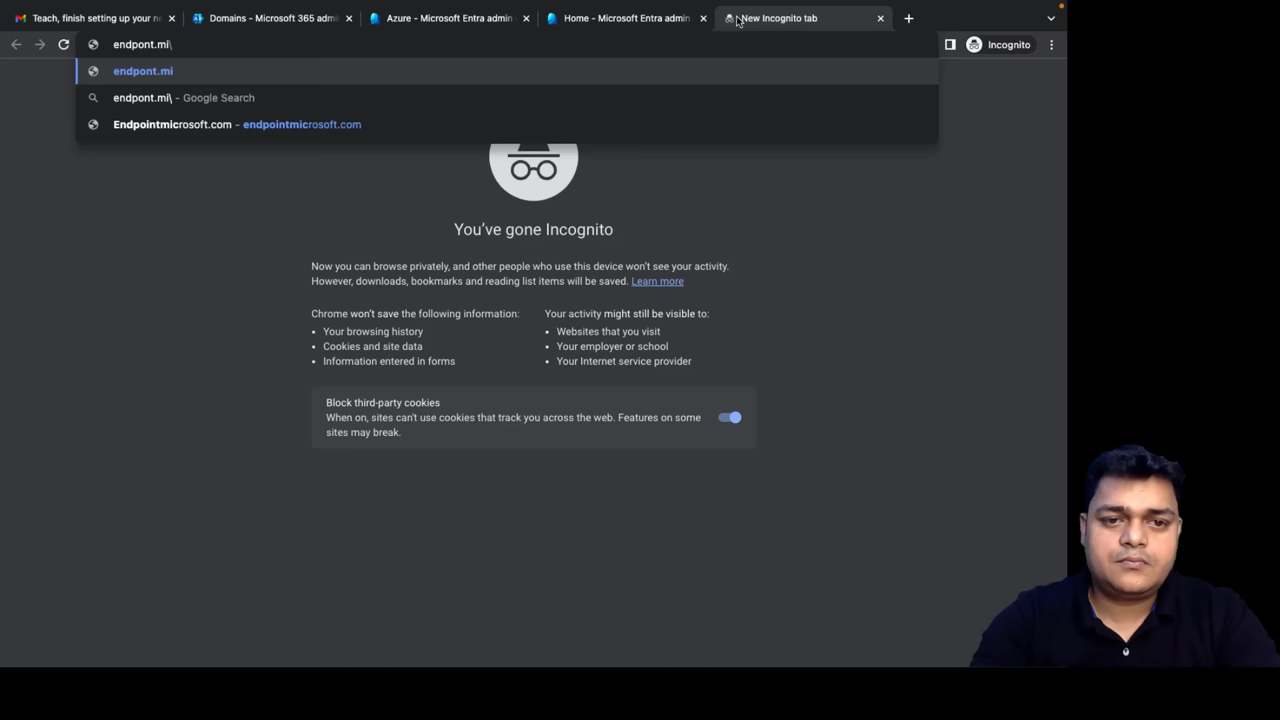 Teach, finish setting up your ne
Domains - Microsoft 365 admi
Azure - Microsoft Entra admin
Home - Microsoft Entra admin
New Incognito tab
endpont.mi\
Incognito
endpont.mi
endpont.mi\ - Google Search
Endpointmicrosoft.com - endpointmicrosoft.com
You've gone Incognito
Now you can browse privately, and other people who use this device won't see your activity.
However, downloads, bookmarks and reading list items will be saved. Learn more
Chrome won't save the following information:
• Your browsing history
• Cookies and site data
• Information entered in forms
Your activity might still be visible to:
• Websites that you visit
• Your employer or school
• Your Internet service provider
Block third-party cookies
When on, sites can't use cookies that track you across the web. Features on some
sites may break.